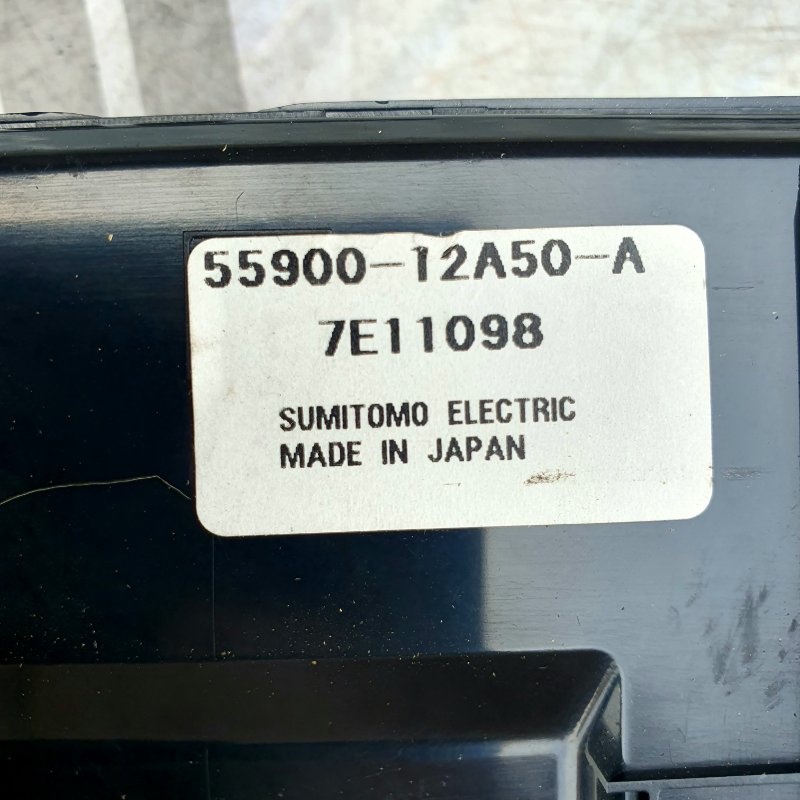 55900-12A50-A
7E11098
SUMITOMO ELECTRIC
MADE IN JAPAN